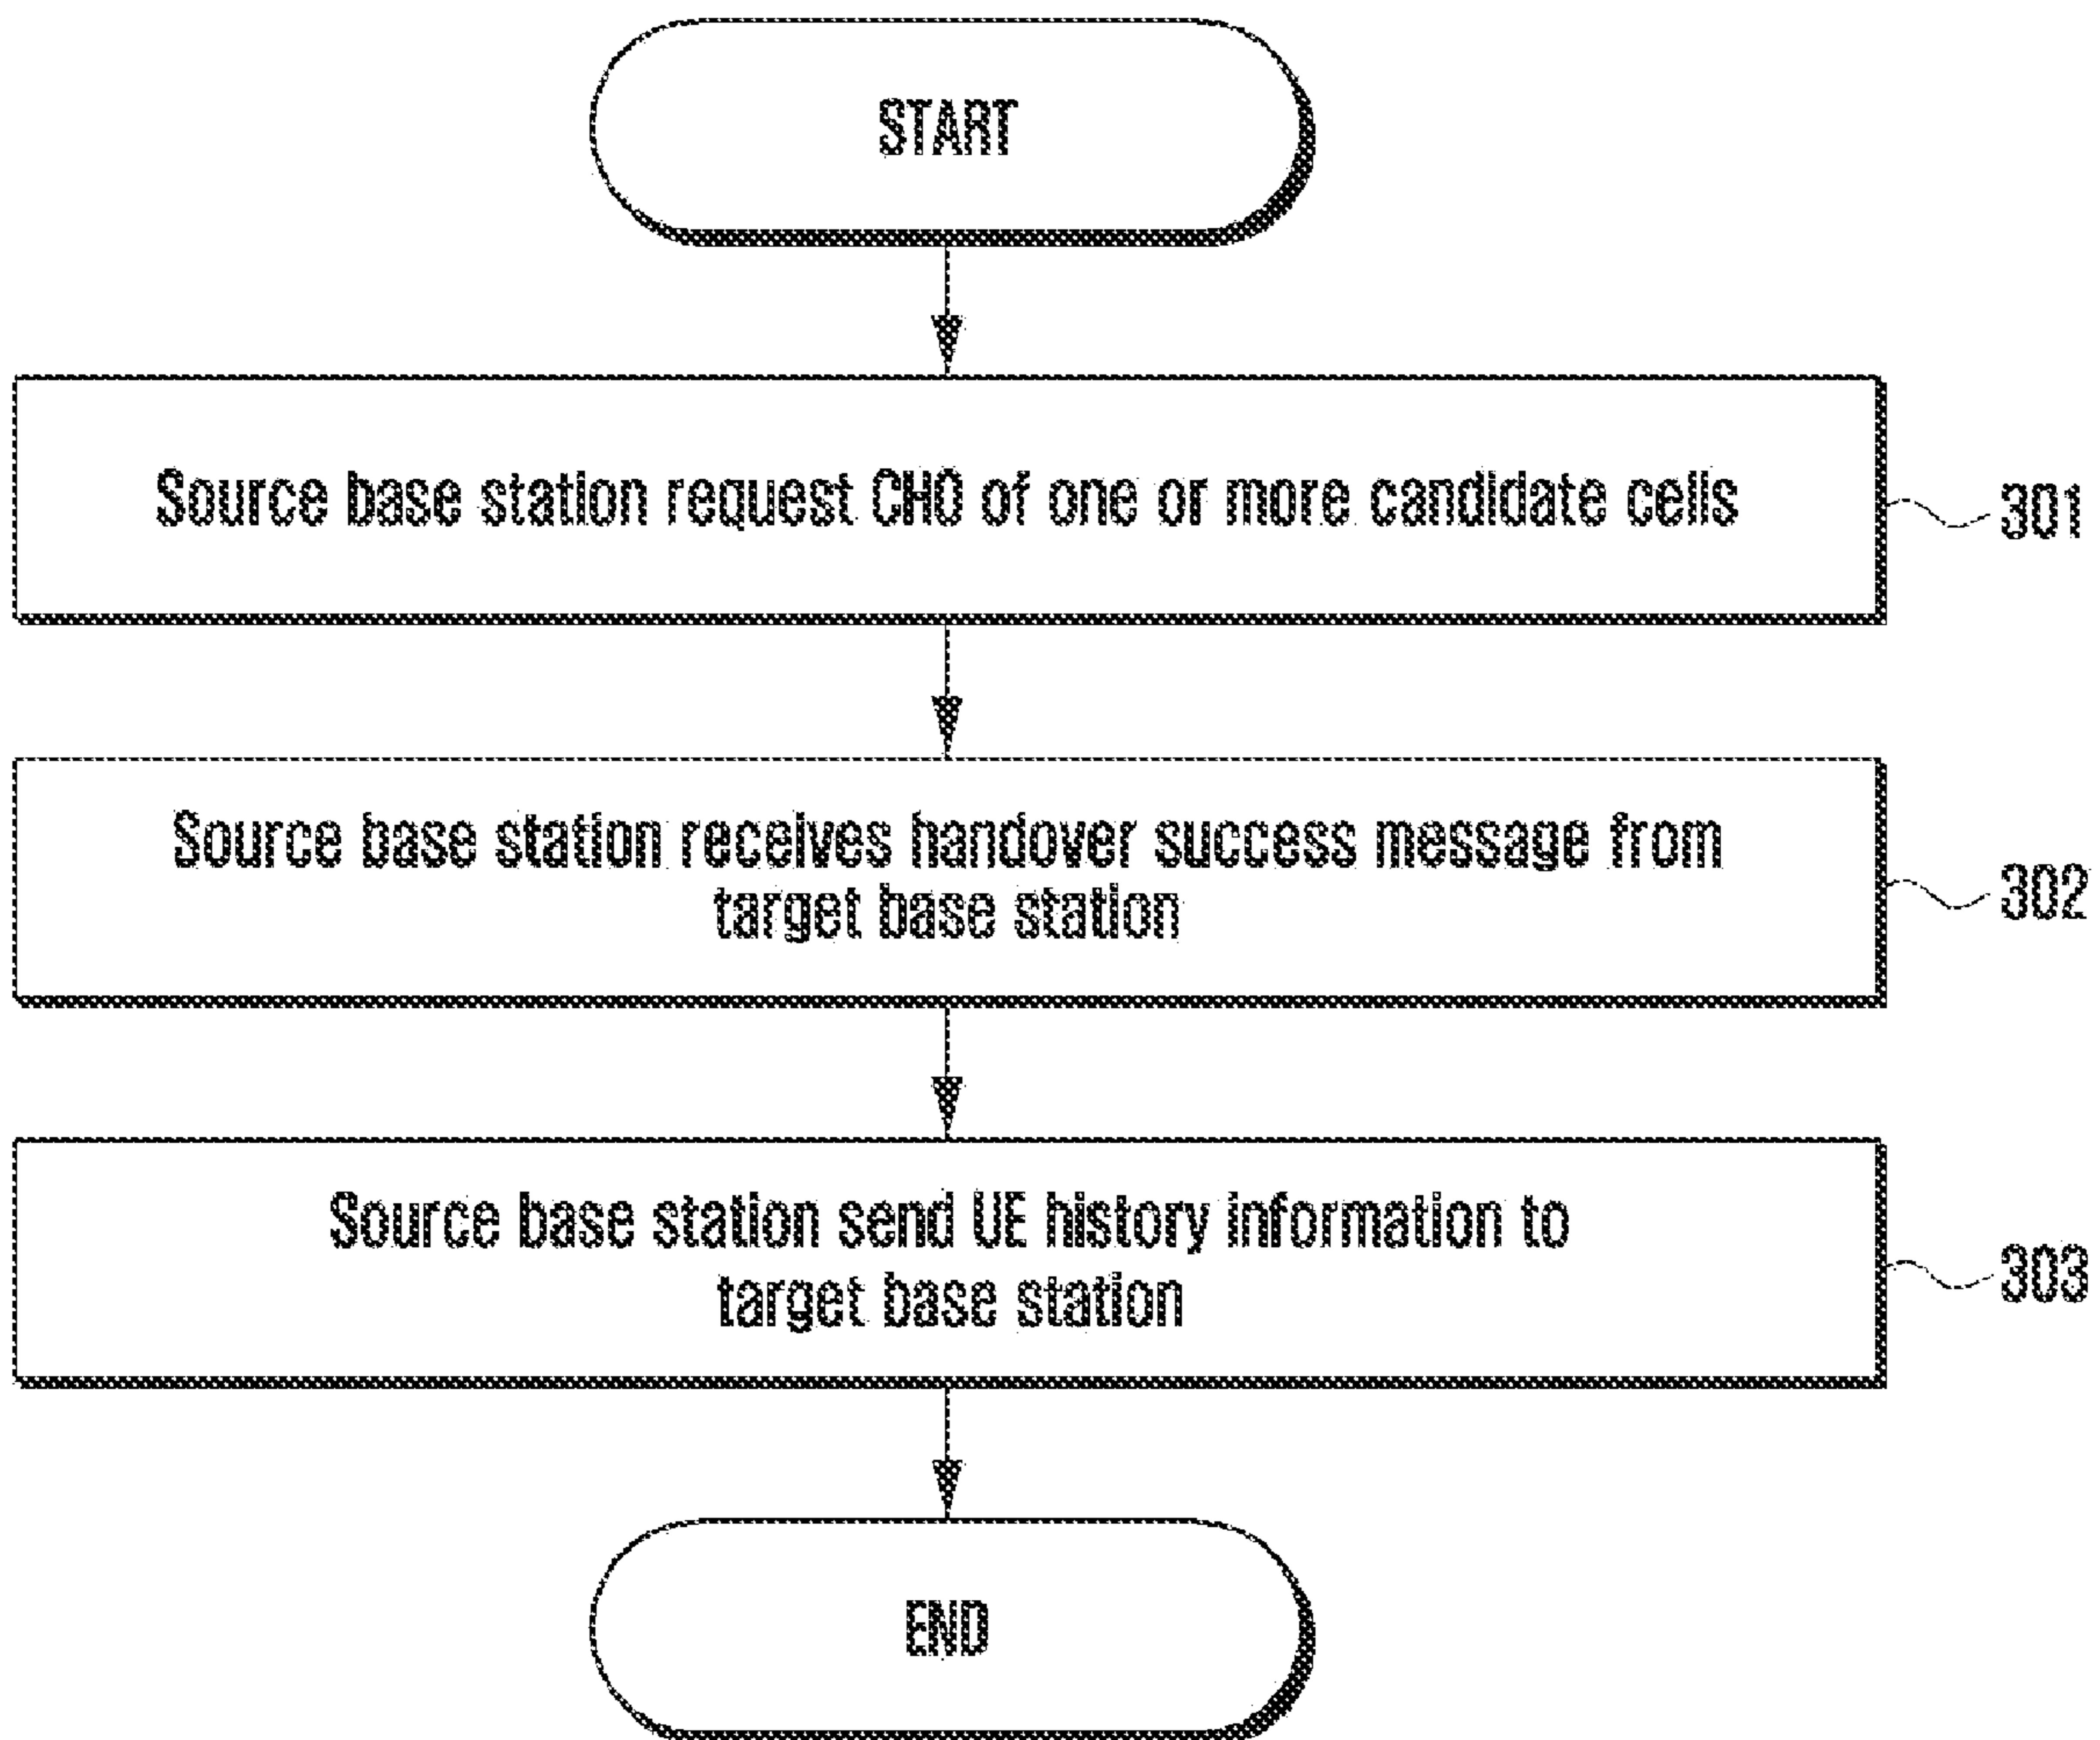 START
Source base station request CHO of one or more candidate cells
301
Source base station receives handover success message from
target base station
302
Source base station send UE history information to
target base station
303
END